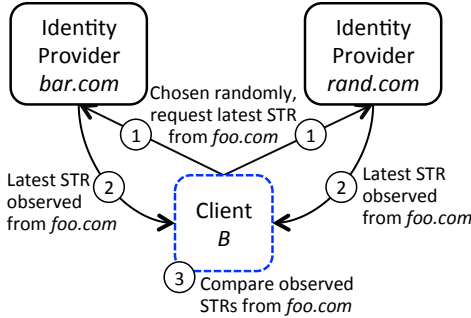 Identity
Provider
bar.com
Identity
Provider
rand.com
Chosen randomly,
request latest STR
from foo.com
1
1
Latest STR
observed
from foo.com
2
2
Latest STR
observed
from foo.com
Client
B
3
Compare observed
STRs from foo.com